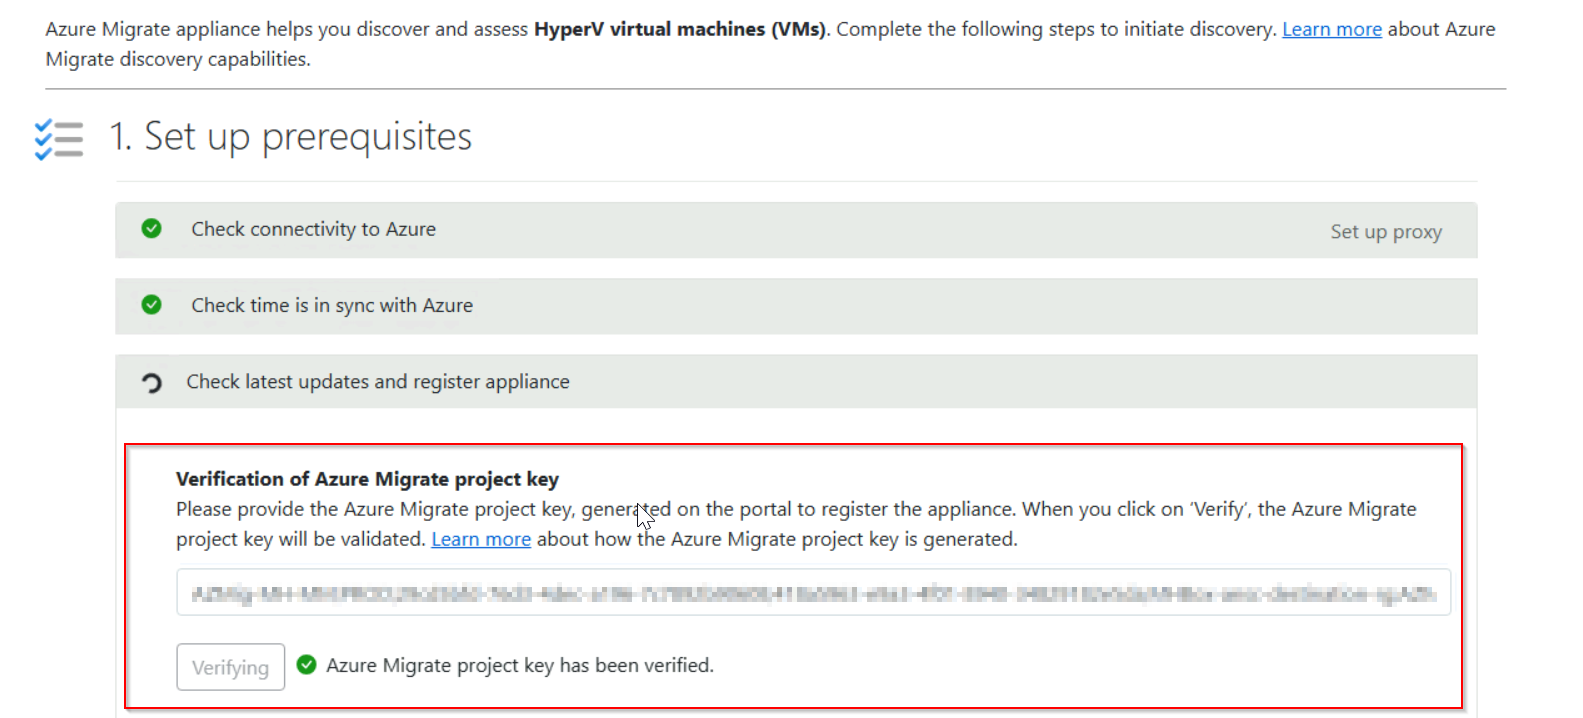 Azure Migrate appliance helps you discover and assess HyperV virtual machines (VMs). Complete the following steps to initiate discovery. Learn more about Azure
Migrate discovery capabilities.
1. Set up prerequisites
Check connectivity to Azure
Set up proxy
Check time is in sync with Azure
Check latest updates and register appliance
Verification of Azure Migrate project key
Please provide the Azure Migrate project key, generated on the portal to register the appliance. When you click on ‘Verify’, the Azure Migrate
project key will be validated. Learn more about how the Azure Migrate project key is generated.
Verifying
Azure Migrate project key has been verified.